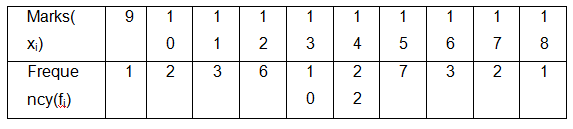 Marks( 9 1 1 1 1 1 1 1 1 1
xᵢ) 0 1 2 3 4 5 6 7 8
Freque 1 2 3 6 1 2 7 3 2 1
ncy(fᵢ) 0 2